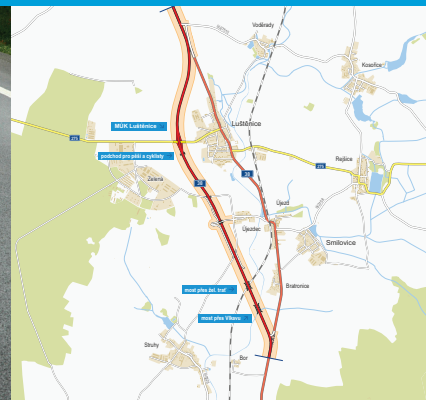 Voděrady
Kosořice
MÚK Luštěnice
Luštěnice
275
podchod pro pěší a cyklisty
275
Rejšice
38
Zelená
38
Újezd
Újezdec
Smilovice
most přes žel. trať
Bratronice
most přes Vlkavu
Struhy
Bor